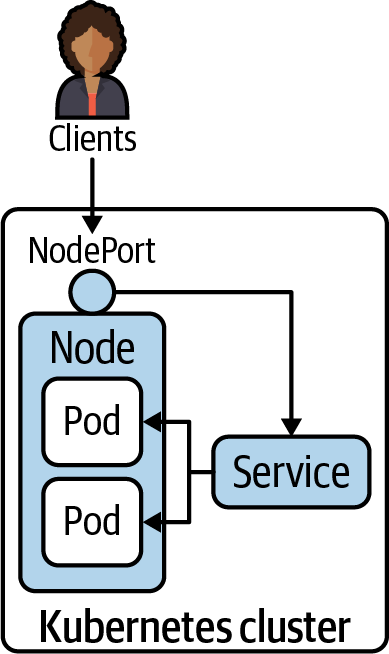 Clients
NodePort
Node
Pod
Service
Pod
Kubernetes cluster